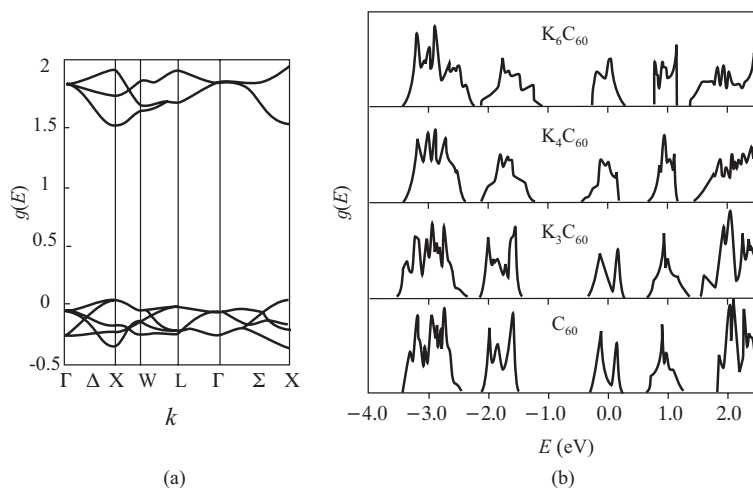 (a)
2
1.5
1
0.5
0
-0.5
g(E)
Γ Δ X W L Γ Σ X
k
(a)
(b)
K₆C₆₀
K₄C₆₀
K₃C₆₀
C₆₀
g(E)
−4.0 −3.0 −2.0 −1.0 0.0 1.0 2.0
E (eV)
(b)